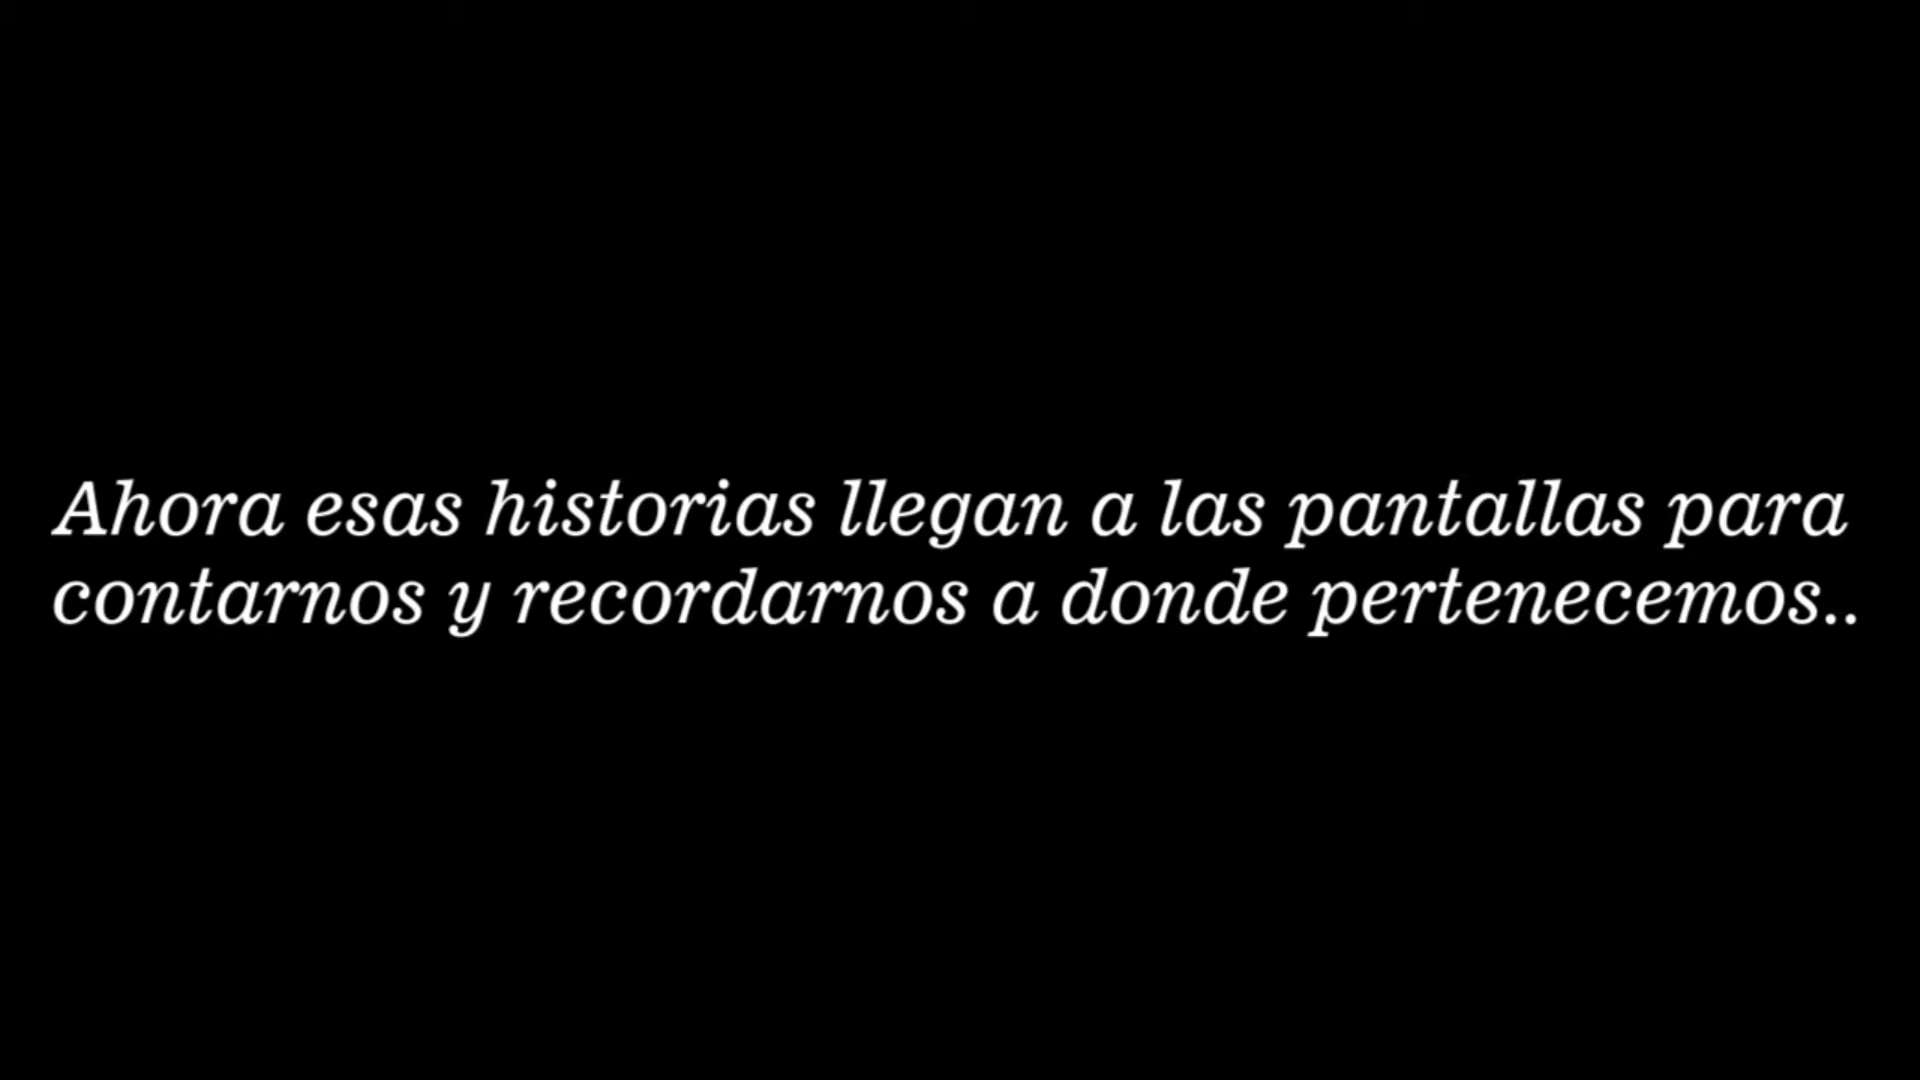 Ahora esas historias llegan a las pantallas para
contarnos y recordarnos a donde pertenecemos..